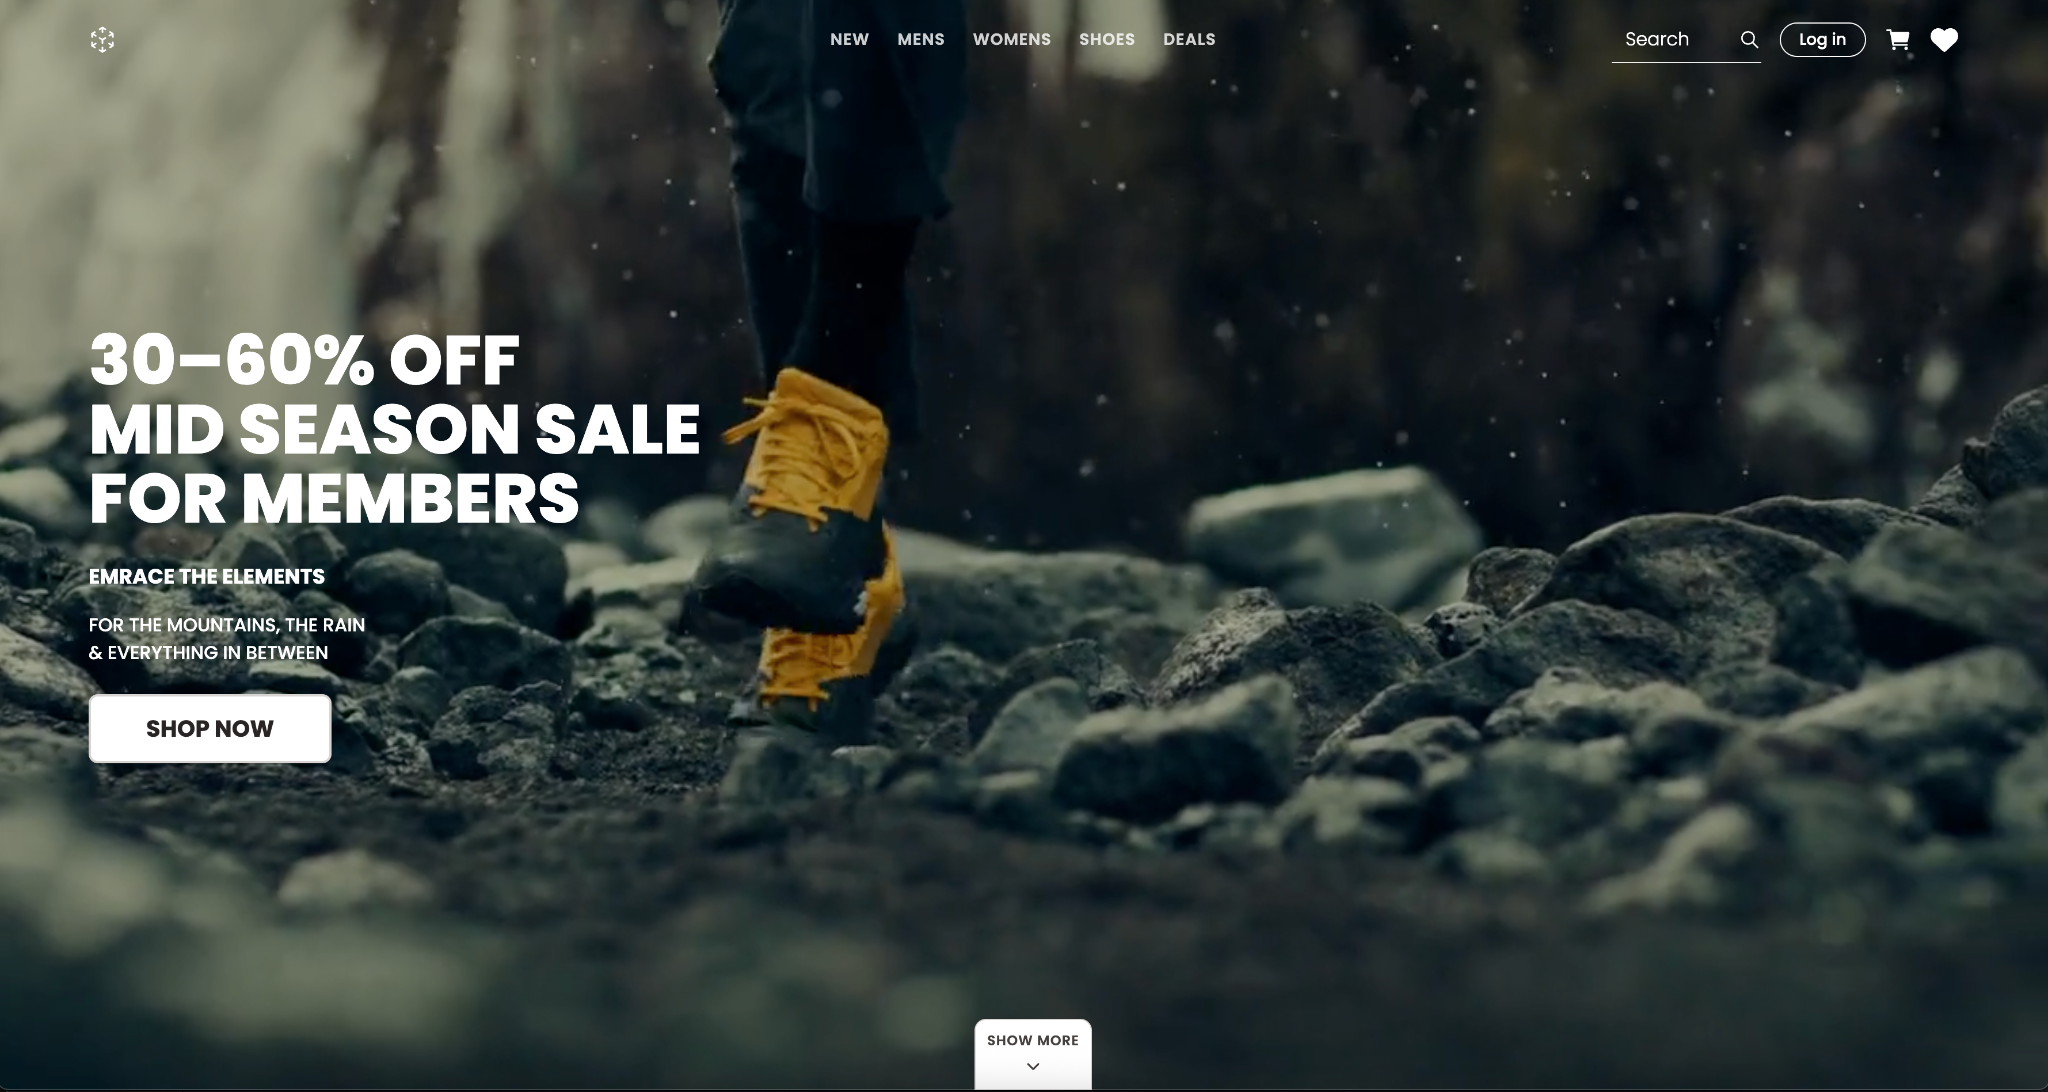 NEW MENS WOMENS SHOES DEALS Search Log in
30–60% OFF
MID SEASON SALE
FOR MEMBERS
EMRACE THE ELEMENTS
FOR THE MOUNTAINS, THE RAIN
& EVERYTHING IN BETWEEN
SHOP NOW
SHOW MORE